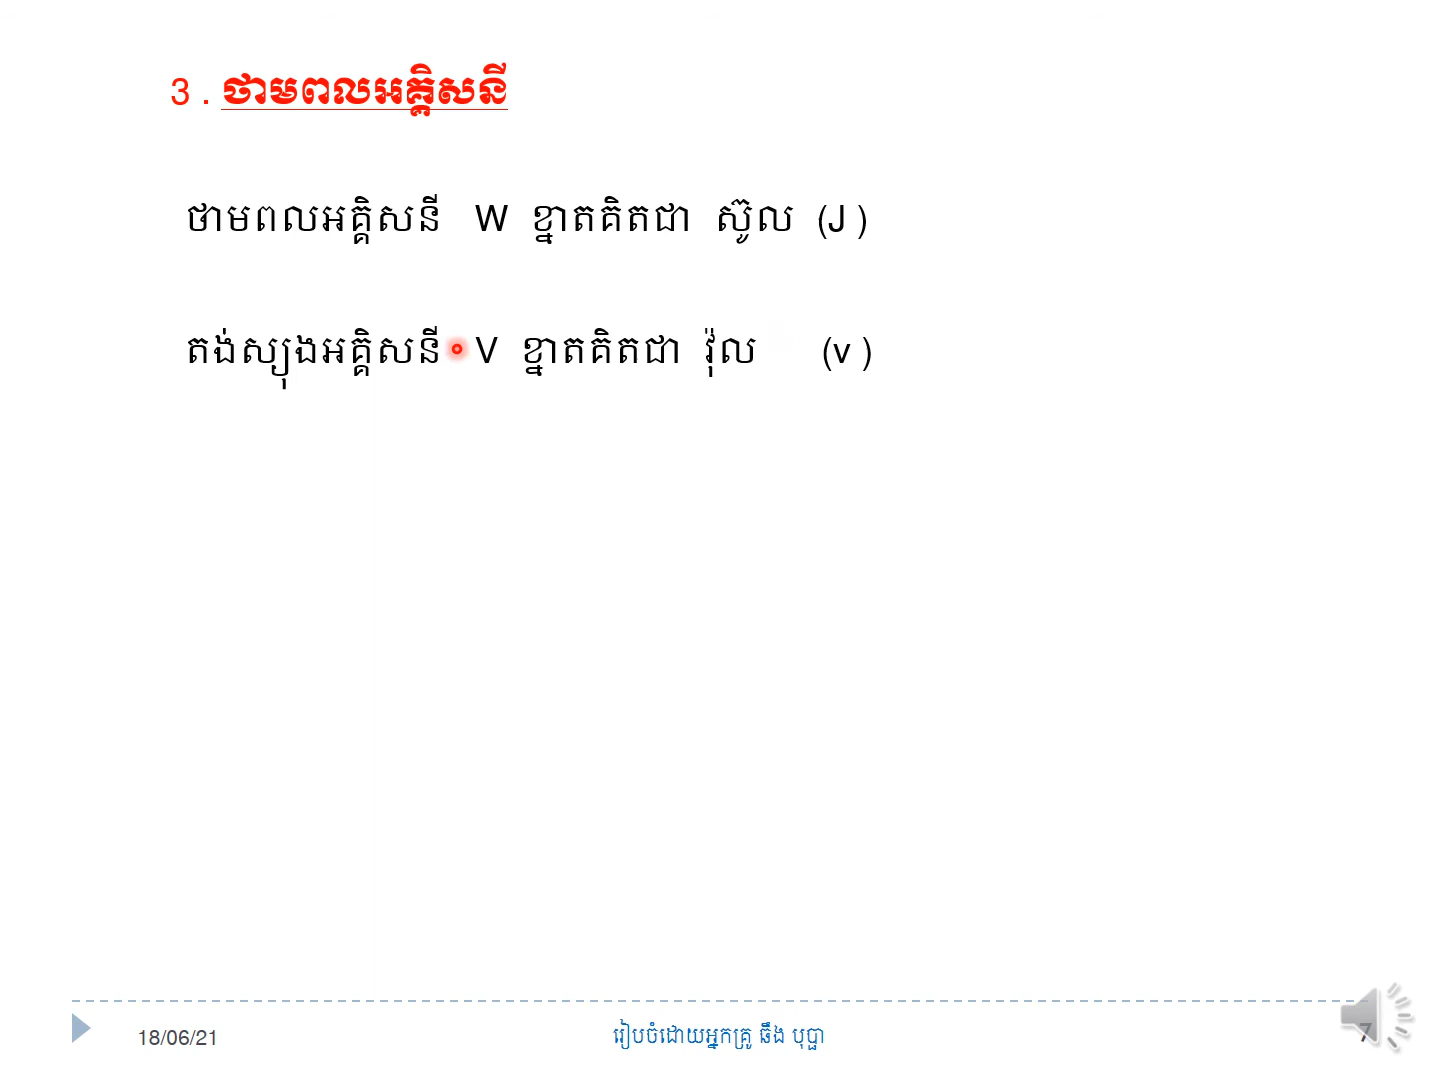 3 . ថាមពលអគ្គិសនី
ថាមពលអគ្គិសនី W ខ្នាតគិតជា ស៊ូល (J )
តង់ស្យុងអគ្គិសនី V ខ្នាតគិតជា វ៉ុល (v )
18/06/21
រៀបចំដោយអ្នកគ្រូ ឆឹង បុប្ផា
7